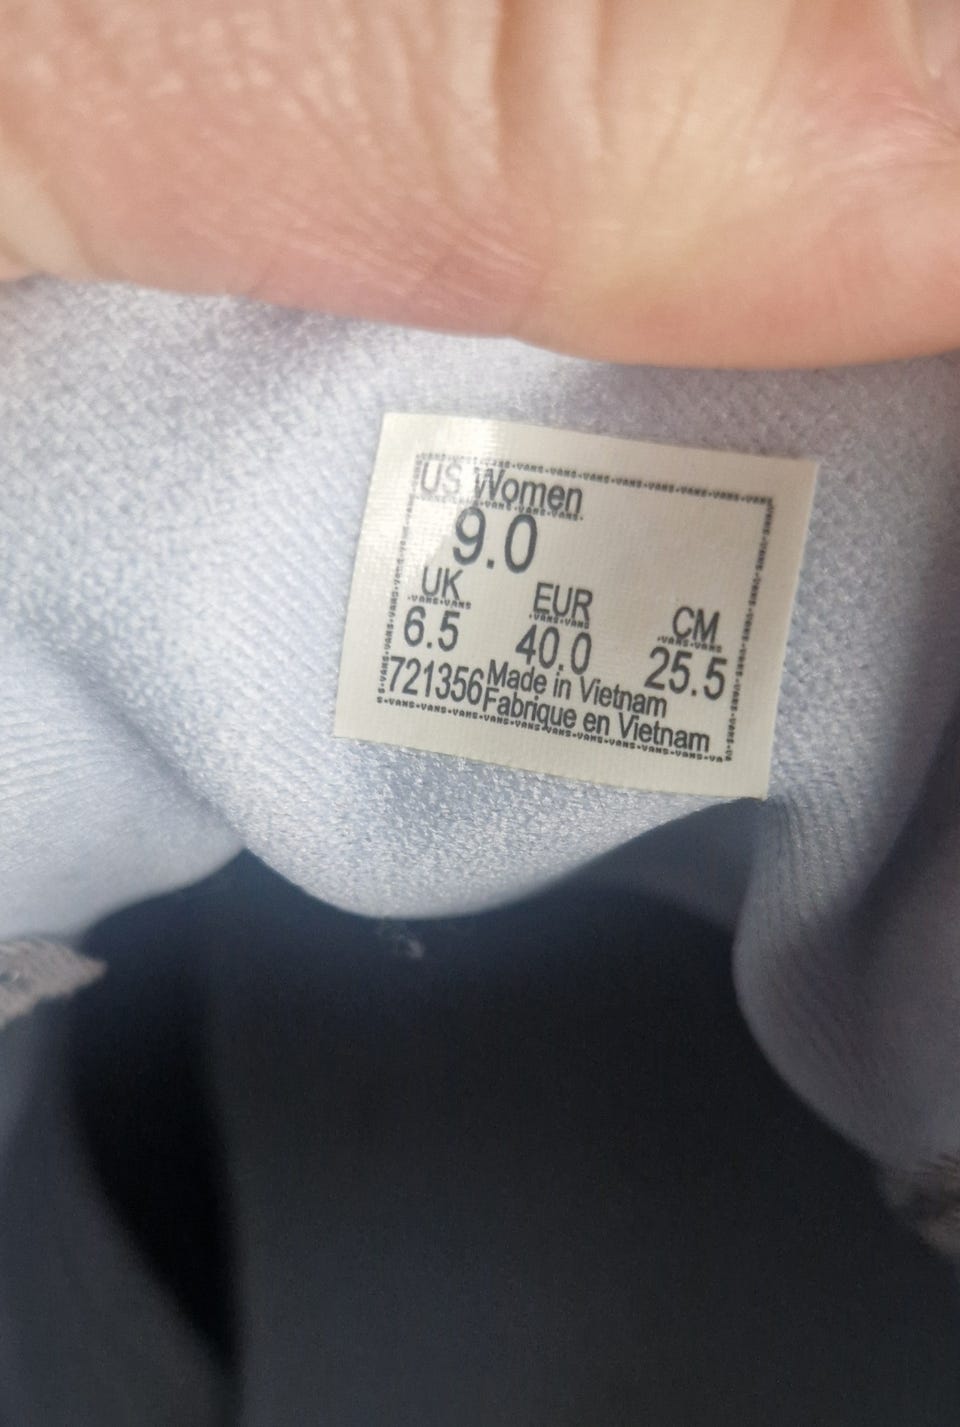 US Women
9.0
UK EUR CM
6.5 40.0 25.5
721356 Made in Vietnam
Fabrique en Vietnam